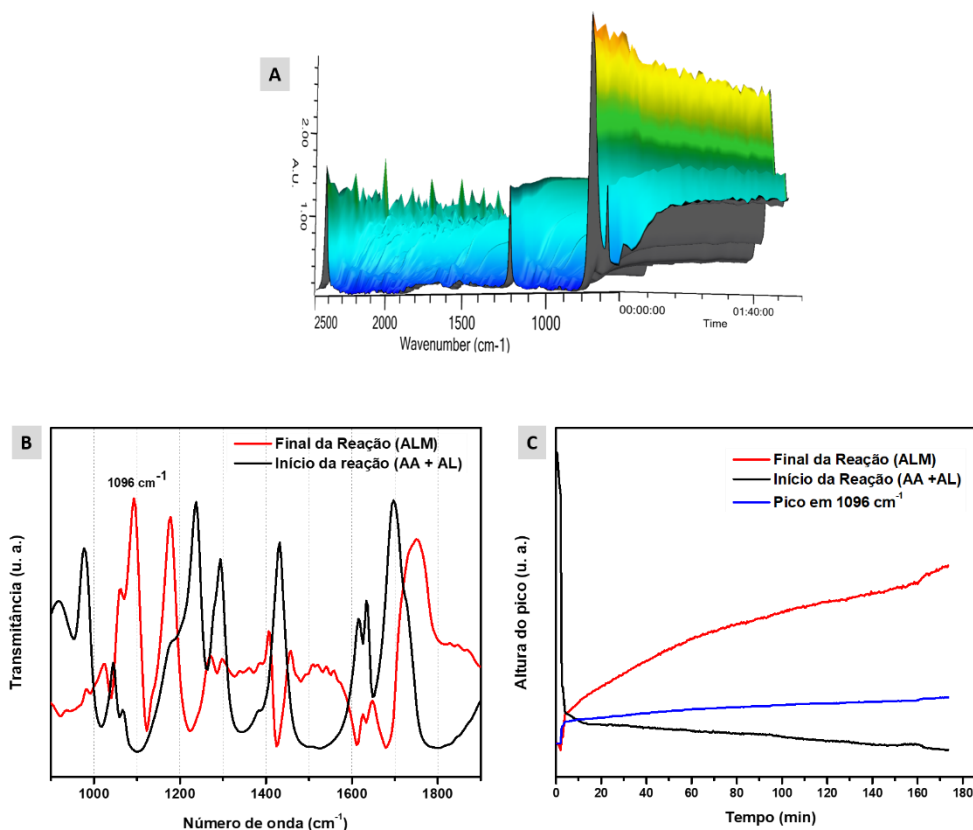 A
2.00
A.U.
1.00
2500
2000
1500
1000
Wavenumber (cm-1)
00:00:00
01:40:00
Time
B
Final da Reação (ALM)
Início da reação (AA + AL)
1096 cm-1
Transmitância (u. a.)
1000 1200 1400 1600 1800
Número de onda (cm-1)
C
Final da Reação (ALM)
Início da Reação (AA +AL)
Pico em 1096 cm-1
Altura do pico (u. a.)
0 20 40 60 80 100 120 140 160 180
Tempo (min)